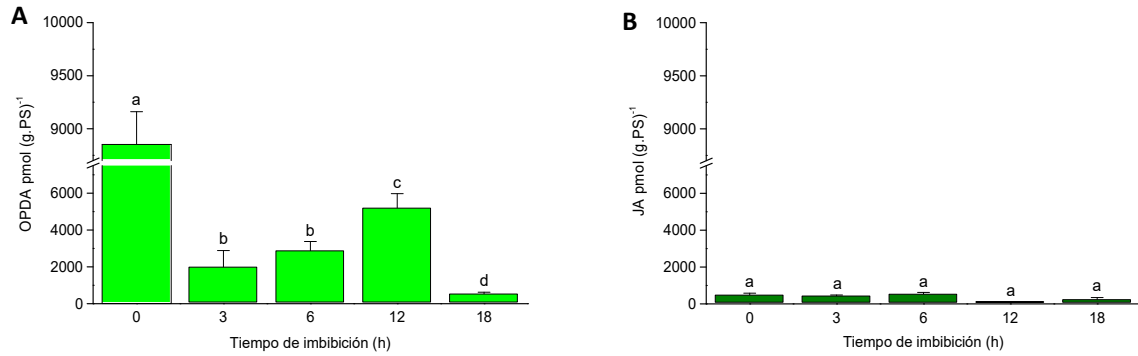 A
OPDA pmol (g.PS)⁻¹
10000
9500
9000
6000
4000
2000
0
a
b
b
c
d
0 3 6 12 18
Tiempo de imbibición (h)
B
JA pmol (g.PS)⁻¹
10000
9500
9000
6000
4000
2000
0
a
a
a
a
a
0 3 6 12 18
Tiempo de imbibición (h)